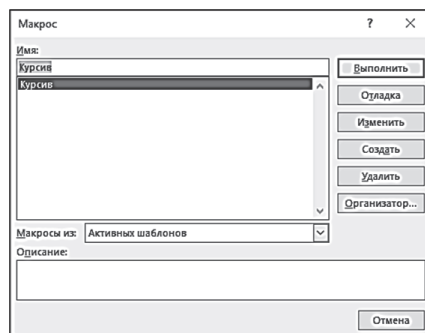 Макрос ? ×
Имя:
Курсив
Курсив
Выполнить
Отладка
Изменить
Создать
Удалить
Организатор...
Макросы из: Активных шаблонов
Описание:
Отмена